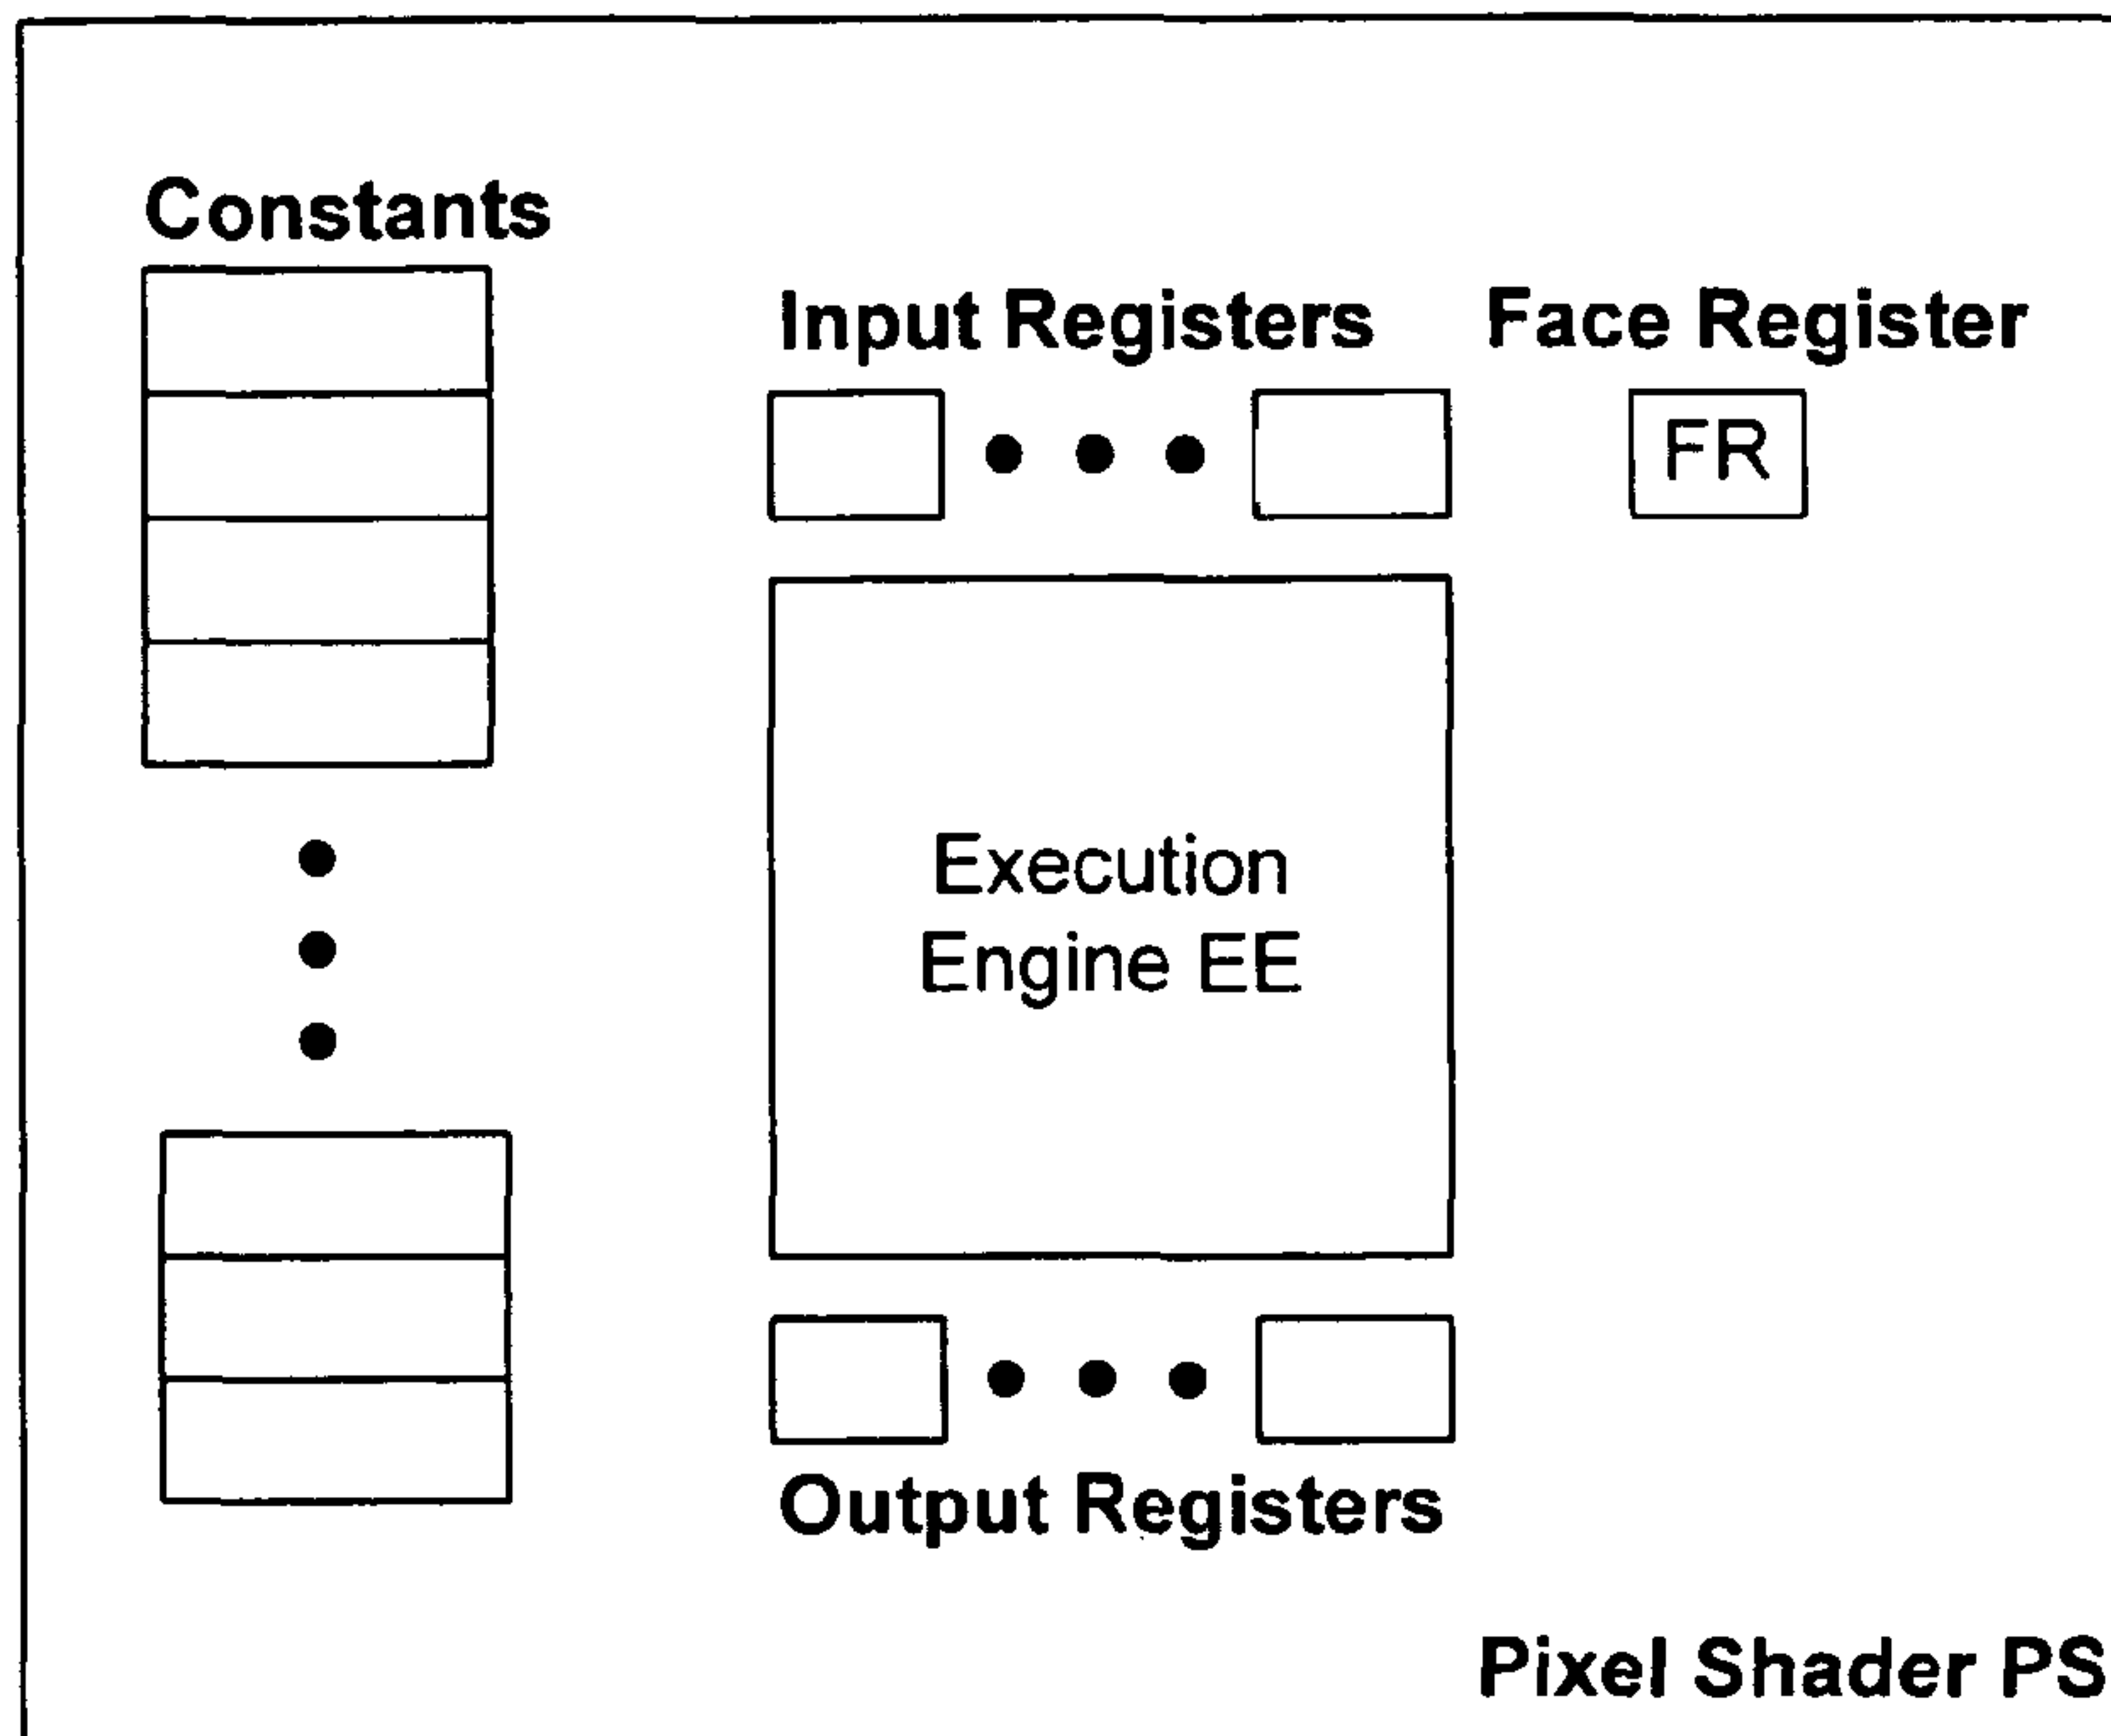 Constants
Input Registers
Face Register
FR
Execution
Engine EE
Output Registers
Pixel Shader PS